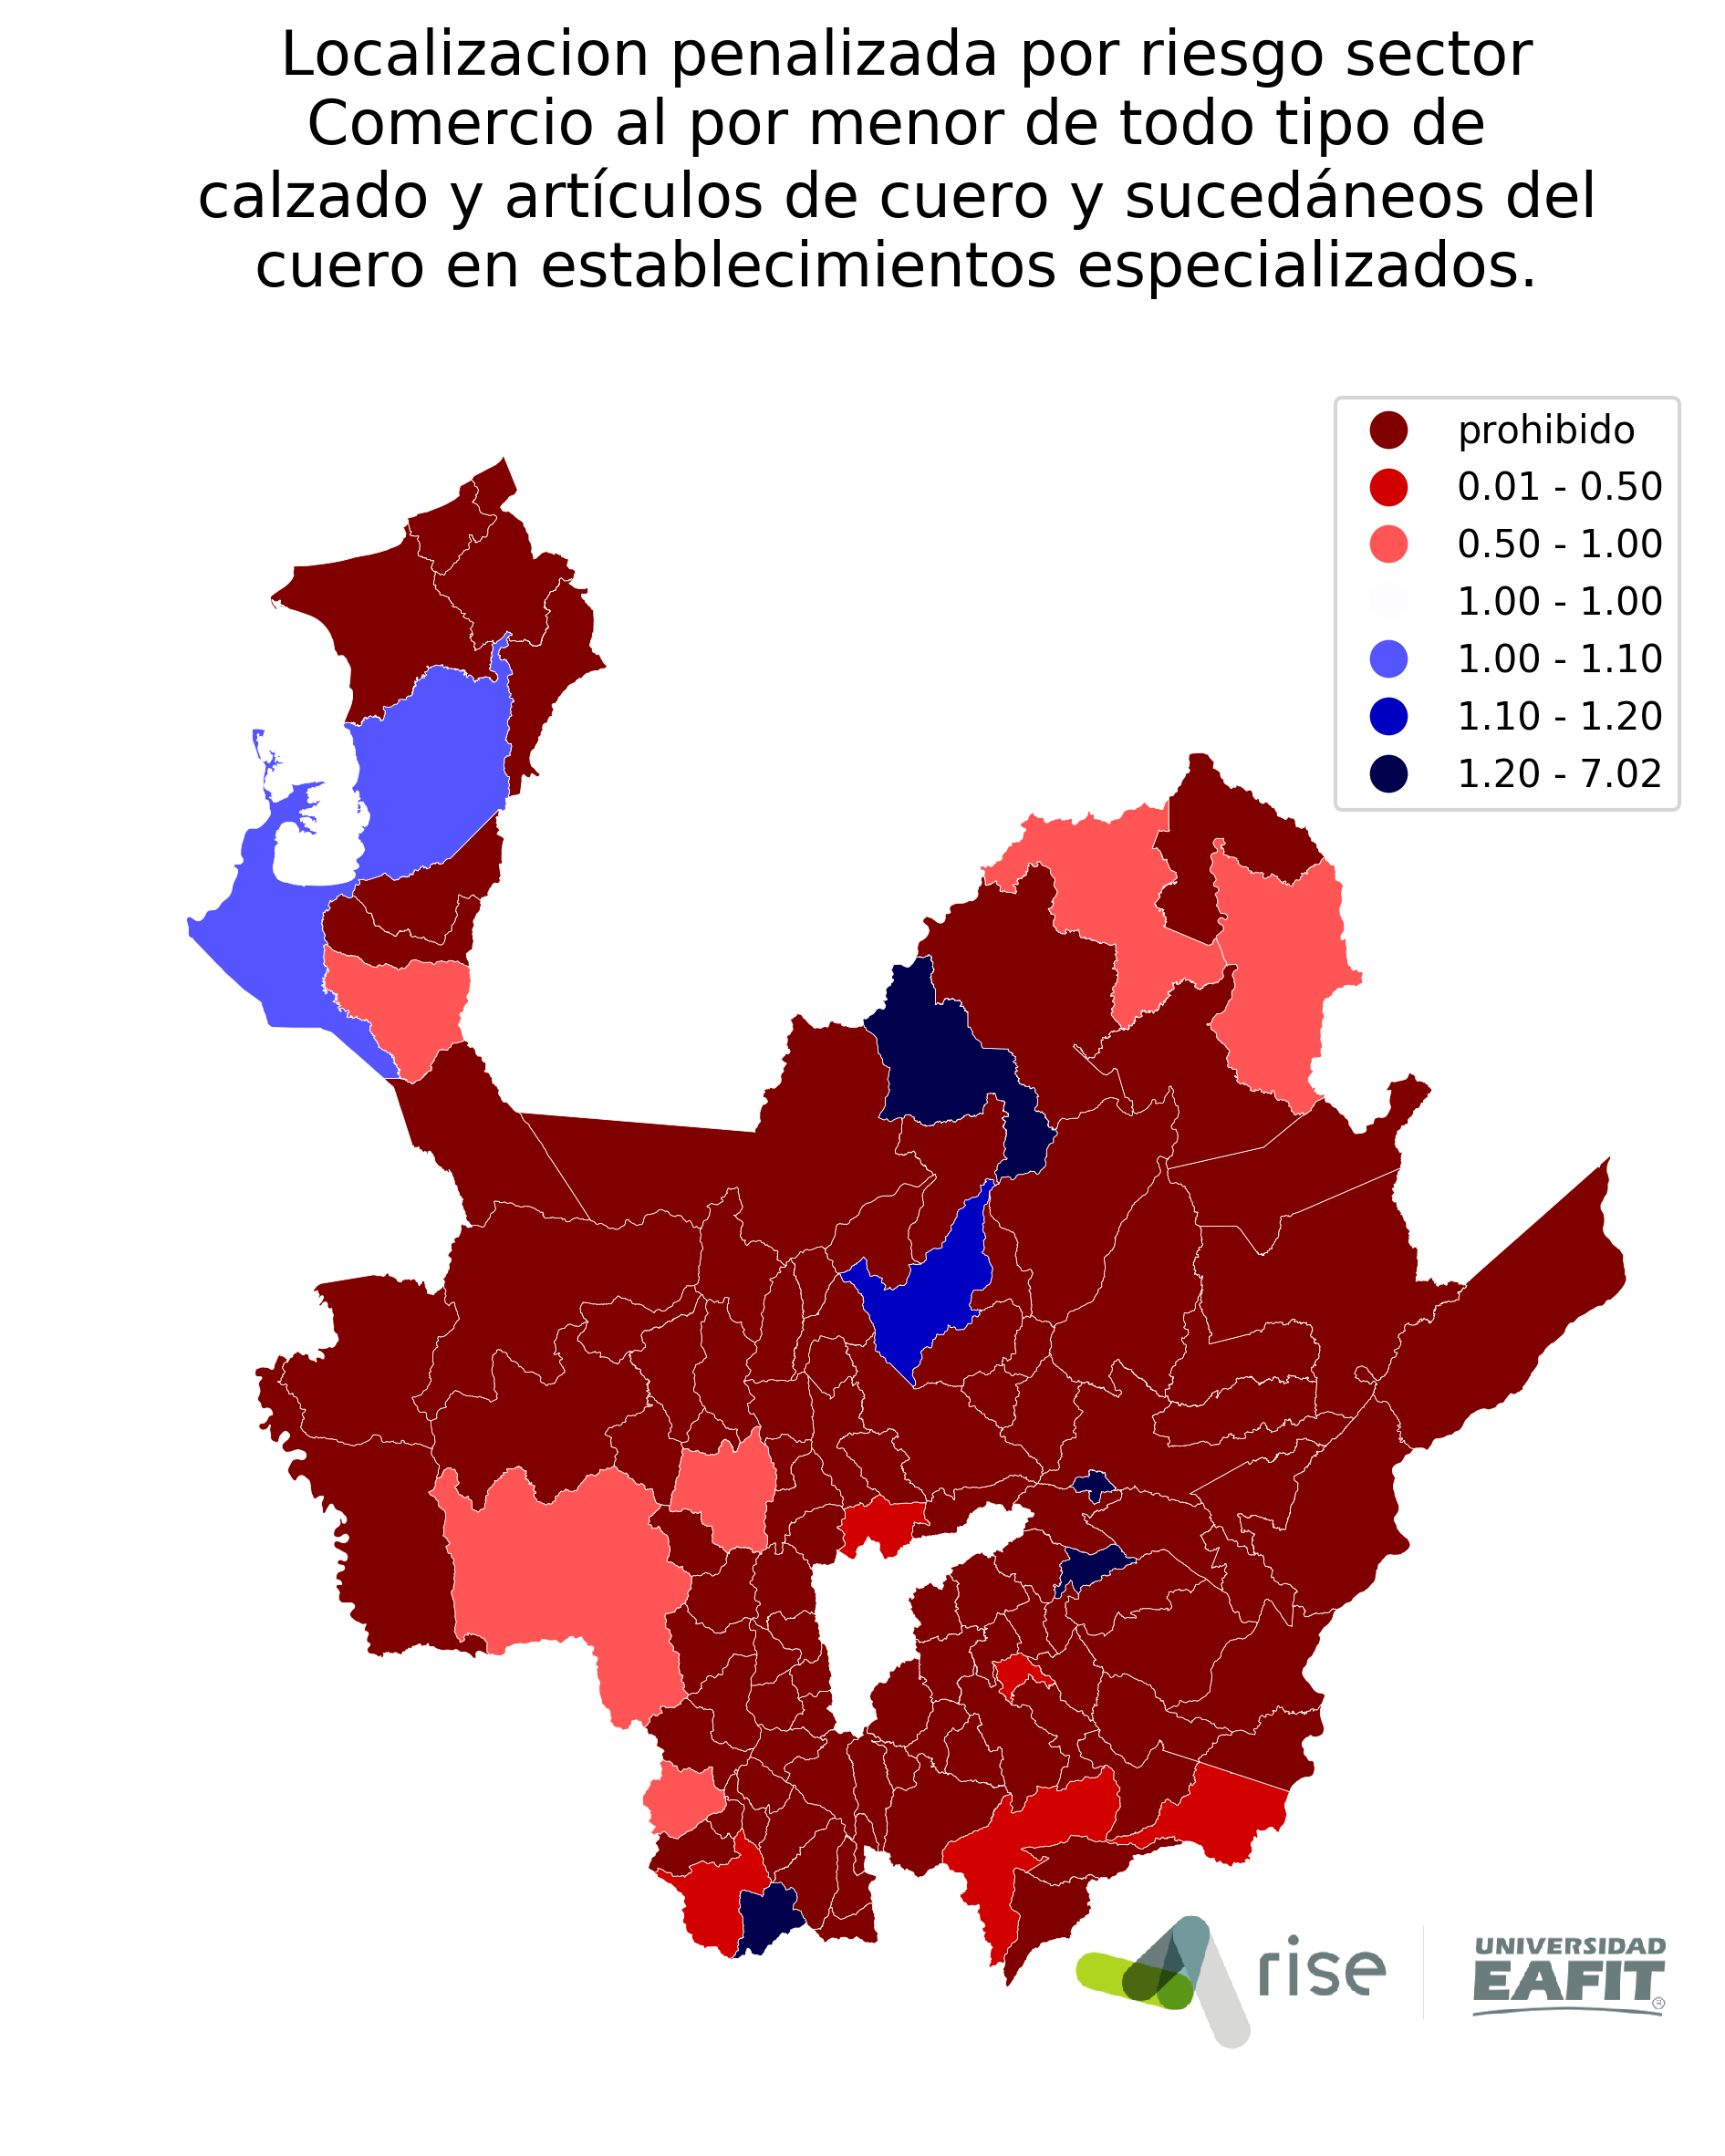 Localizacion penalizada por riesgo sector
Comercio al por menor de todo tipo de
calzado y artículos de cuero y sucedáneos del
cuero en establecimientos especializados.
prohibido
0.01 - 0.50
0.50 - 1.00
1.00 - 1.00
1.00 - 1.10
1.10 - 1.20
1.20 - 7.02
rise
UNIVERSIDAD
EAFIT®